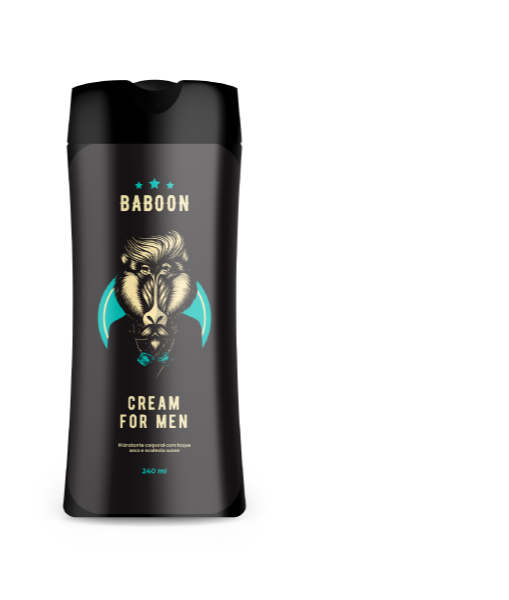 BABOON
CREAM
FOR MEN
Hidratante corporal com toque
seco e essência suave
240 ml